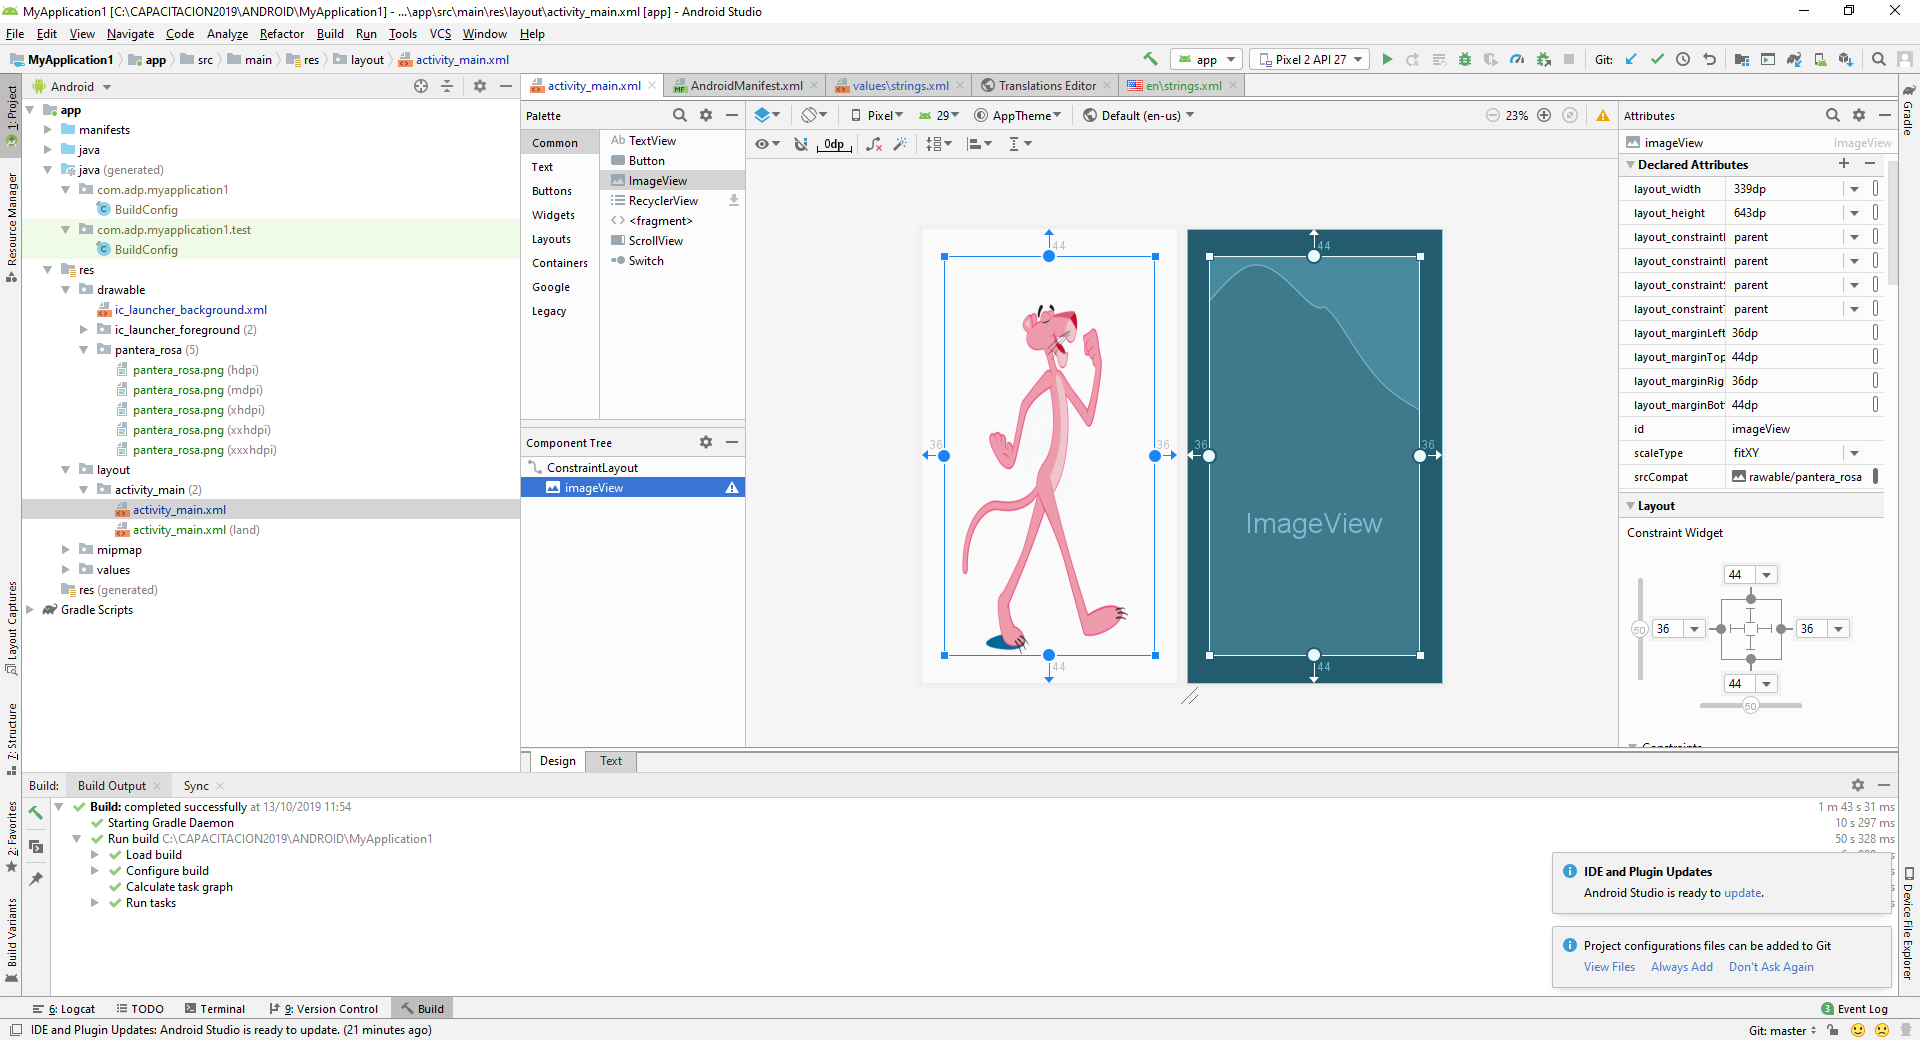 MyApplication1 [C:\CAPACITACION2019\ANDROID\MyApplication1] - ...\app\src\main\res\layout\activity_main.xml [app] - Android Studio
File Edit View Navigate Code Analyze Refactor Build Run Tools VCS Window Help
MyApplication1 app src main res layout activity_main.xml
app Pixel 2 API 27 Git:
Android
activity_main.xml AndroidManifest.xml values\strings.xml Translations Editor en\strings.xml
1: Project
Resource Manager
Layout Captures
7: Structure
2: Favorites
Build Variants
app
manifests
java
java (generated)
com.adp.myapplication1
BuildConfig
com.adp.myapplication1.test
BuildConfig
res
drawable
ic_launcher_background.xml
ic_launcher_foreground (2)
pantera_rosa (5)
pantera_rosa.png (hdpi)
pantera_rosa.png (mdpi)
pantera_rosa.png (xhdpi)
pantera_rosa.png (xxhdpi)
pantera_rosa.png (xxxhdpi)
layout
activity_main (2)
activity_main.xml
activity_main.xml (land)
mipmap
values
res (generated)
Gradle Scripts
Palette
Common
Text
Buttons
Widgets
Layouts
Containers
Google
Legacy
Ab TextView
Button
ImageView
RecyclerView
<fragment>
ScrollView
Switch
Component Tree
ConstraintLayout
imageView
Pixel 29 AppTheme Default (en-us) 23%
0dp
44
36
36
44
44
36
36
44
ImageView
Design Text
Attributes
imageView ImageView
Declared Attributes
layout_width 339dp
layout_height 643dp
layout_constraintl parent
layout_constraintl parent
layout_constraint parent
layout_constraint parent
layout_marginLeft 36dp
layout_marginTop 44dp
layout_marginRig 36dp
layout_marginBot 44dp
id imageView
scaleType fitXY
srcCompat rawable/pantera_rosa
Layout
Constraint Widget
44
50 36 36
44
50
Constraints
Gradle
Device File Explorer
Build: Build Output Sync
Build: completed successfully at 13/10/2019 11:54 1 m 43 s 31 ms
Starting Gradle Daemon 10 s 297 ms
Run build C:\CAPACITACION2019\ANDROID\MyApplication1 50 s 328 ms
Load build
Configure build
Calculate task graph
Run tasks
IDE and Plugin Updates
Android Studio is ready to update.
Project configurations files can be added to Git
View Files Always Add Don't Ask Again
6: Logcat TODO Terminal 9: Version Control Build 3 Event Log
IDE and Plugin Updates: Android Studio is ready to update. (21 minutes ago) Git: master